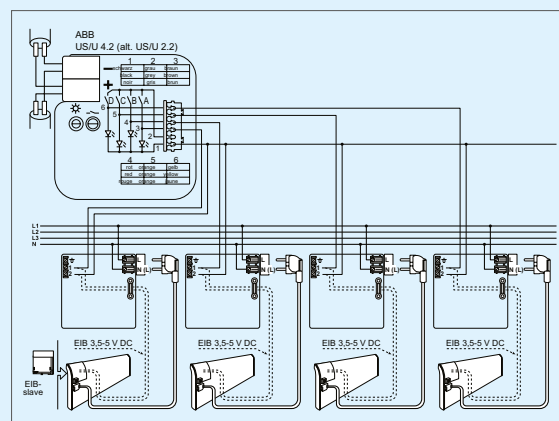 ABB
US/U 4.2 (alt. US/U 2.2)
1 2 3
schwarz grau braun
black grey brown
noir gris brun
D C B A
6
5
4
3
2
1
4 5 6
rot orange gelb
red orange yellow
rouge orange jaune
L1
L2
L3
N
L L L L
N (L) N (L) N (L) N (L)
EIB 3,5-5 V DC EIB 3,5-5 V DC EIB 3,5-5 V DC EIB 3,5-5 V DC
EIB-
slave